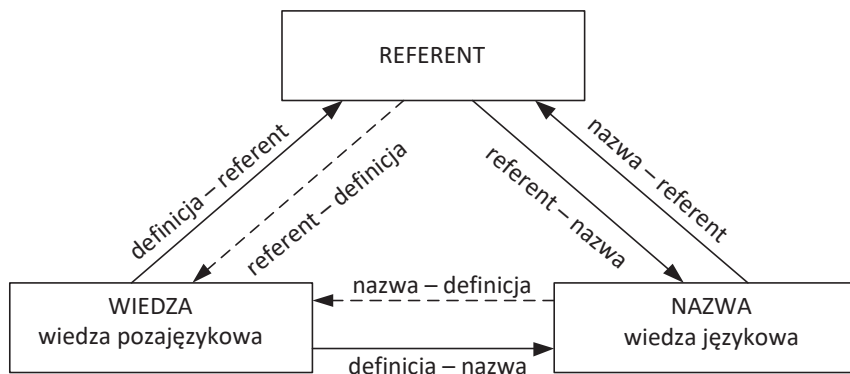 REFERENT
definicja – referent
referent – definicja
referent – nazwa
nazwa – referent
nazwa – definicja
WIEDZA
wiedza pozajęzykowa
NAZWA
wiedza językowa
definicja – nazwa